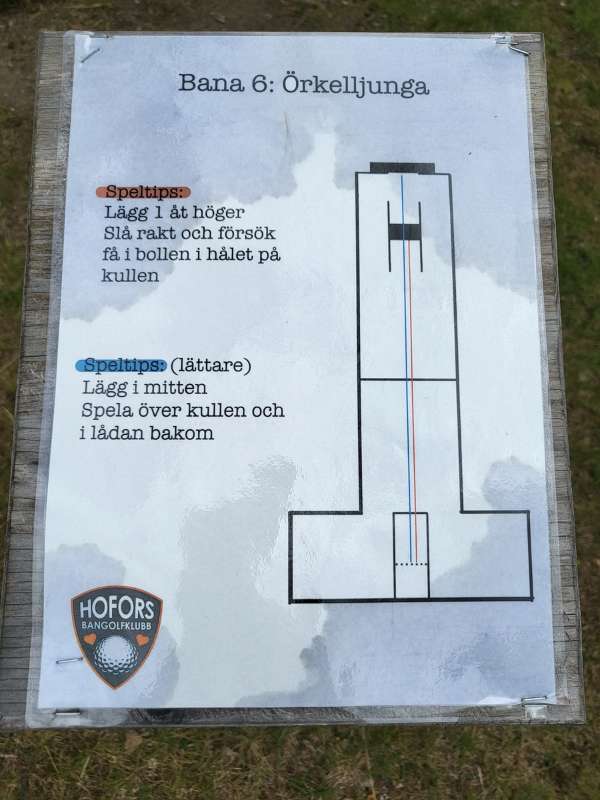 Bana 6: Örkelljunga
Speltips:
Lägg 1 åt höger
Slå rakt och försök
få i bollen i hålet på
kullen
Speltips: (lättare)
Lägg i mitten
Spela över kullen och
i lådan bakom
HOFORS
BANGOLFKLUBB